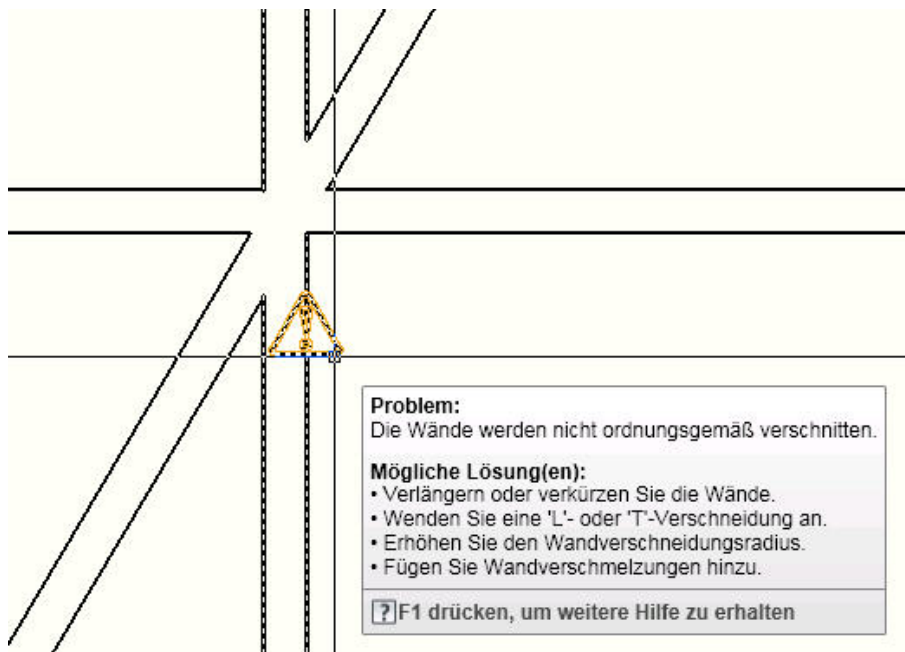 Problem:
Die Wände werden nicht ordnungsgemäß verschnitten.
Mögliche Lösung(en):
• Verlängern oder verkürzen Sie die Wände.
• Wenden Sie eine 'L'- oder 'T'-Verschneidung an.
• Erhöhen Sie den Wandverschneidungsradius.
• Fügen Sie Wandverschmelzungen hinzu.
? F1 drücken, um weitere Hilfe zu erhalten